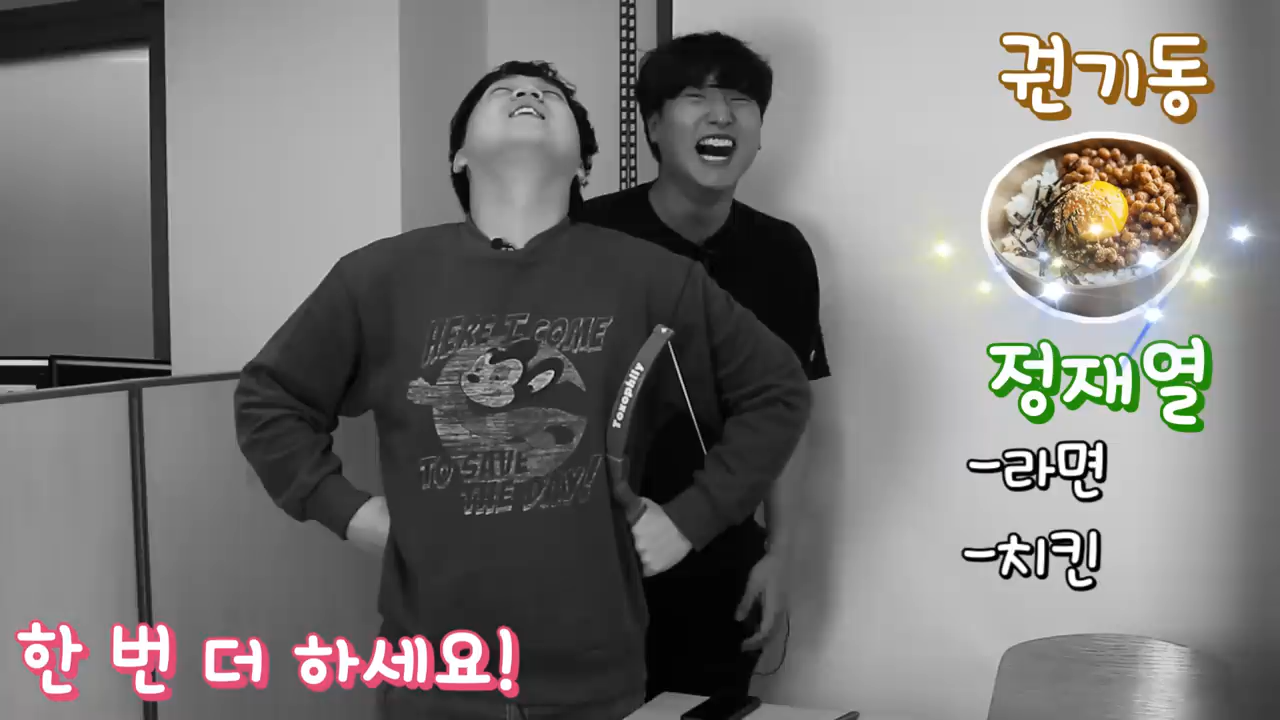 권기동
정재열
-라면
-치킨
HERE I COME
TO SAVE
THE DAY!
Toxophily
한 번 더 하세요!